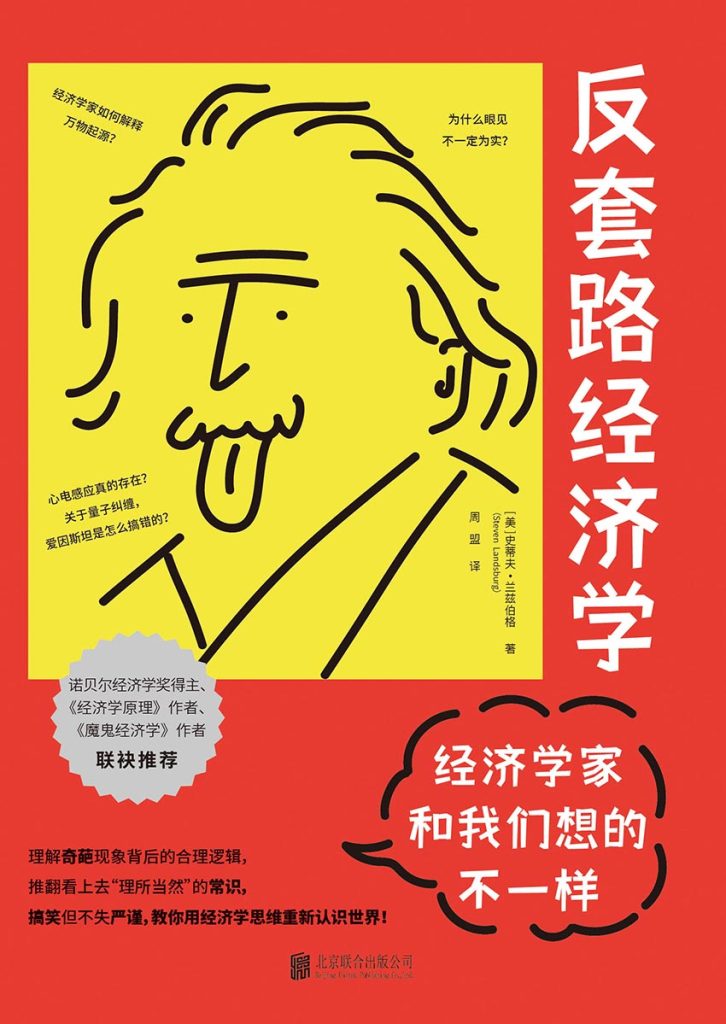 反套路经济学
经济学家如何解释
万物起源？
为什么眼见
不一定为实？
心电感应真的存在？
关于量子纠缠，
爱因斯坦是怎么搞错的？
[美]史蒂夫·兰兹伯格 著
(Steven Landsburg)
周盟 译
诺贝尔经济学奖得主、
《经济学原理》作者、
《魔鬼经济学》作者
联袂推荐
经济学家
和我们想的
不一样
理解奇葩现象背后的合理逻辑，
推翻看上去“理所当然”的常识，
搞笑但不失严谨，教你用经济学思维重新认识世界！
北京联合出版公司
Beijing United Publishing Co.,Ltd.